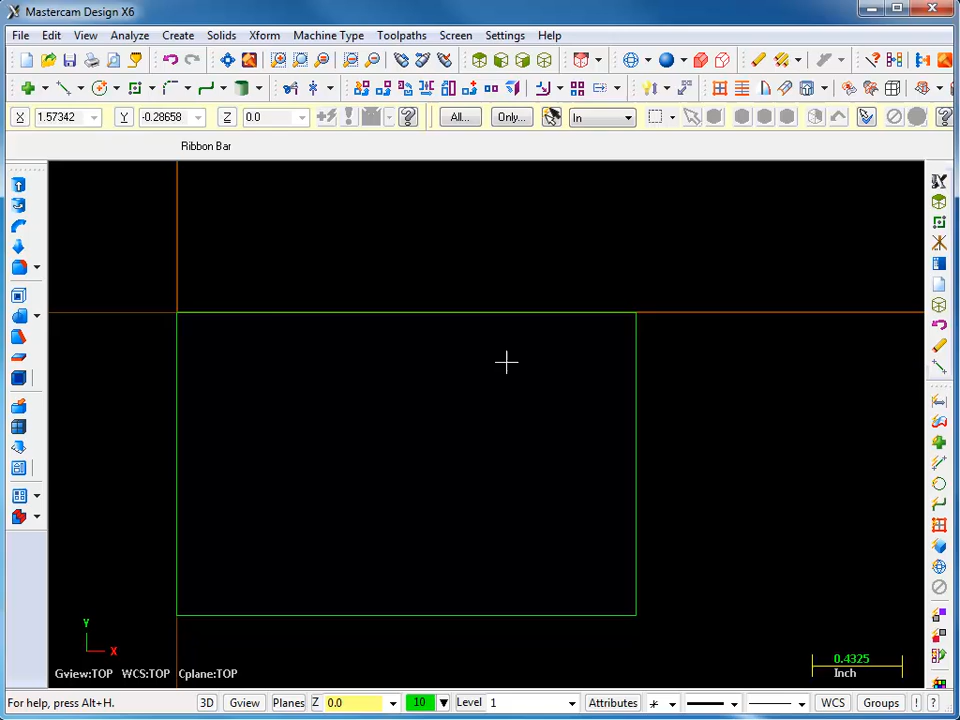 Mastercam Design X6
File Edit View Analyze Create Solids Xform Machine Type Toolpaths Screen Settings Help
X 1.57342 Y -0.28658 Z 0.0 All... Only... In
Ribbon Bar
Y
X
Gview:TOP WCS:TOP Cplane:TOP
0.4325
Inch
For help, press Alt+H. 3D Gview Planes Z 0.0 10 Level 1 Attributes WCS Groups ! ?